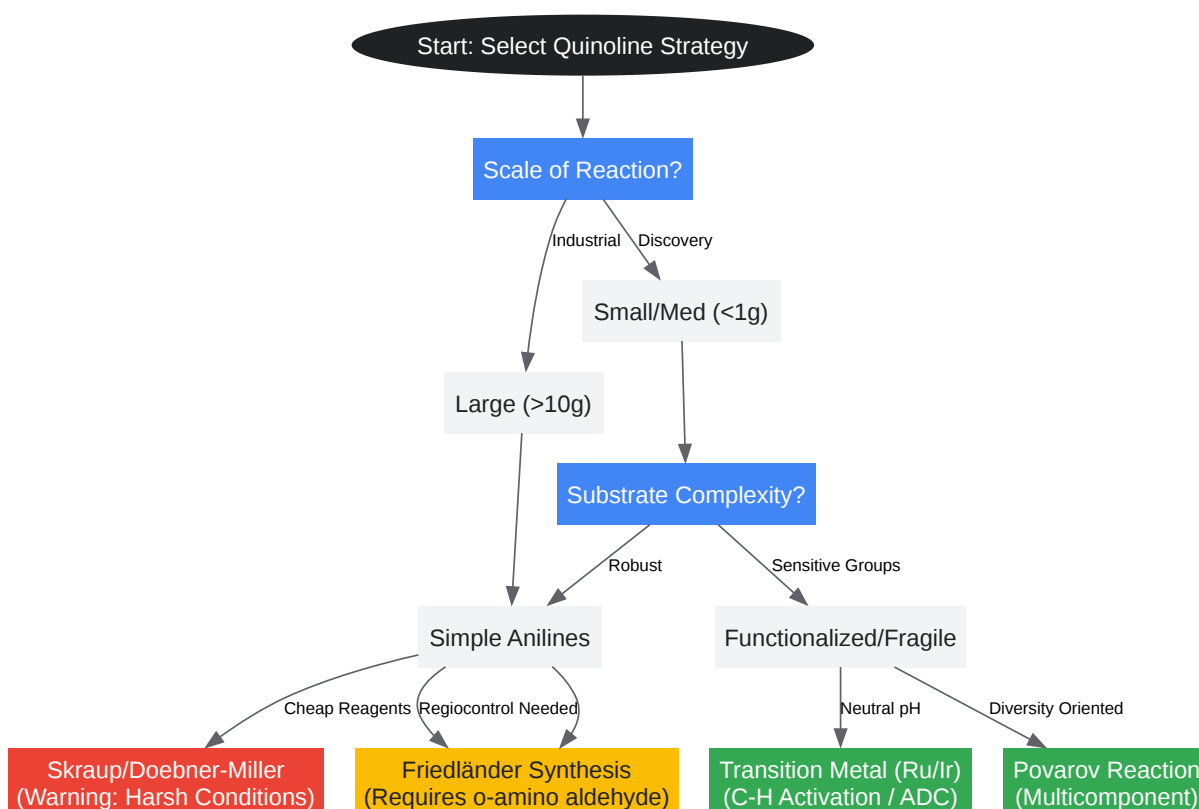 Start: Select Quinoline Strategy
Scale of Reaction?
Industrial
Discovery
Small/Med (<1g)
Large (>10g)
Substrate Complexity?
Robust
Sensitive Groups
Simple Anilines
Functionalized/Fragile
Cheap Reagents
Regiocontrol Needed
Neutral pH
Diversity Oriented
Skraup/Doebner-Miller
(Warning: Harsh Conditions)
Friedländer Synthesis
(Requires o-amino aldehyde)
Transition Metal (Ru/Ir)
(C-H Activation / ADC)
Povarov Reaction
(Multicomponent)